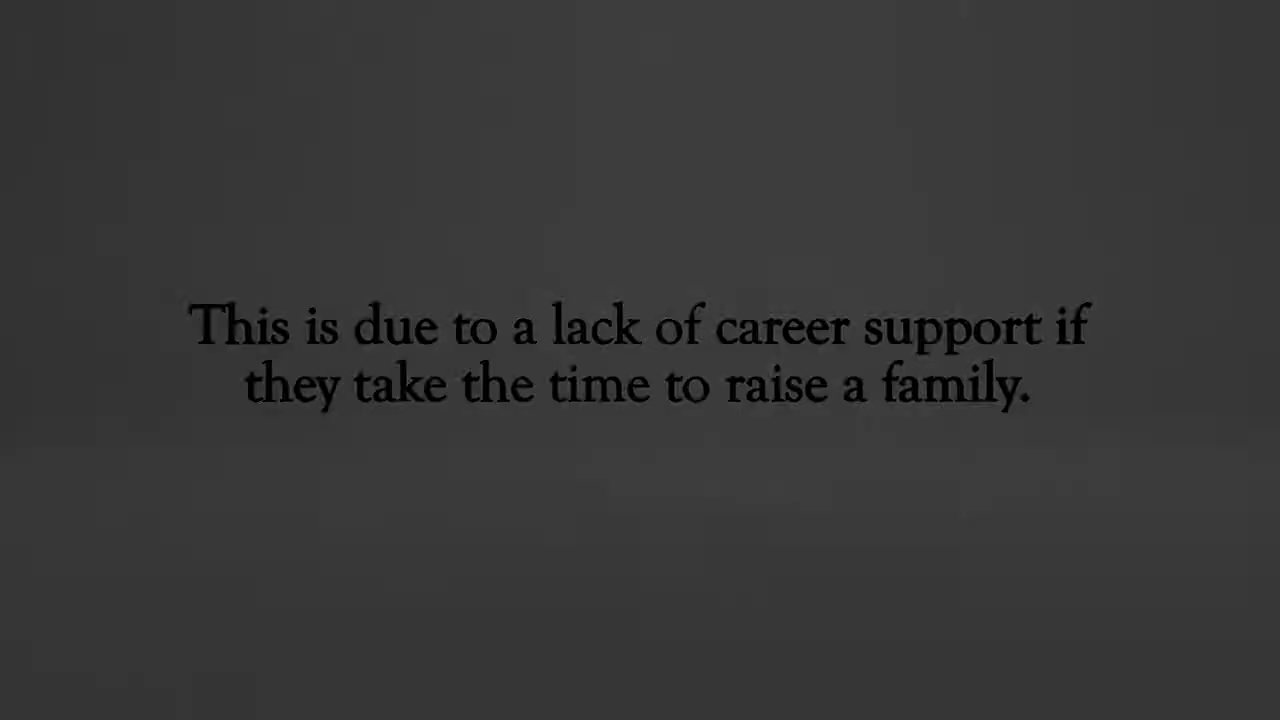 This is due to a lack of career support if
they take the time to raise a family.